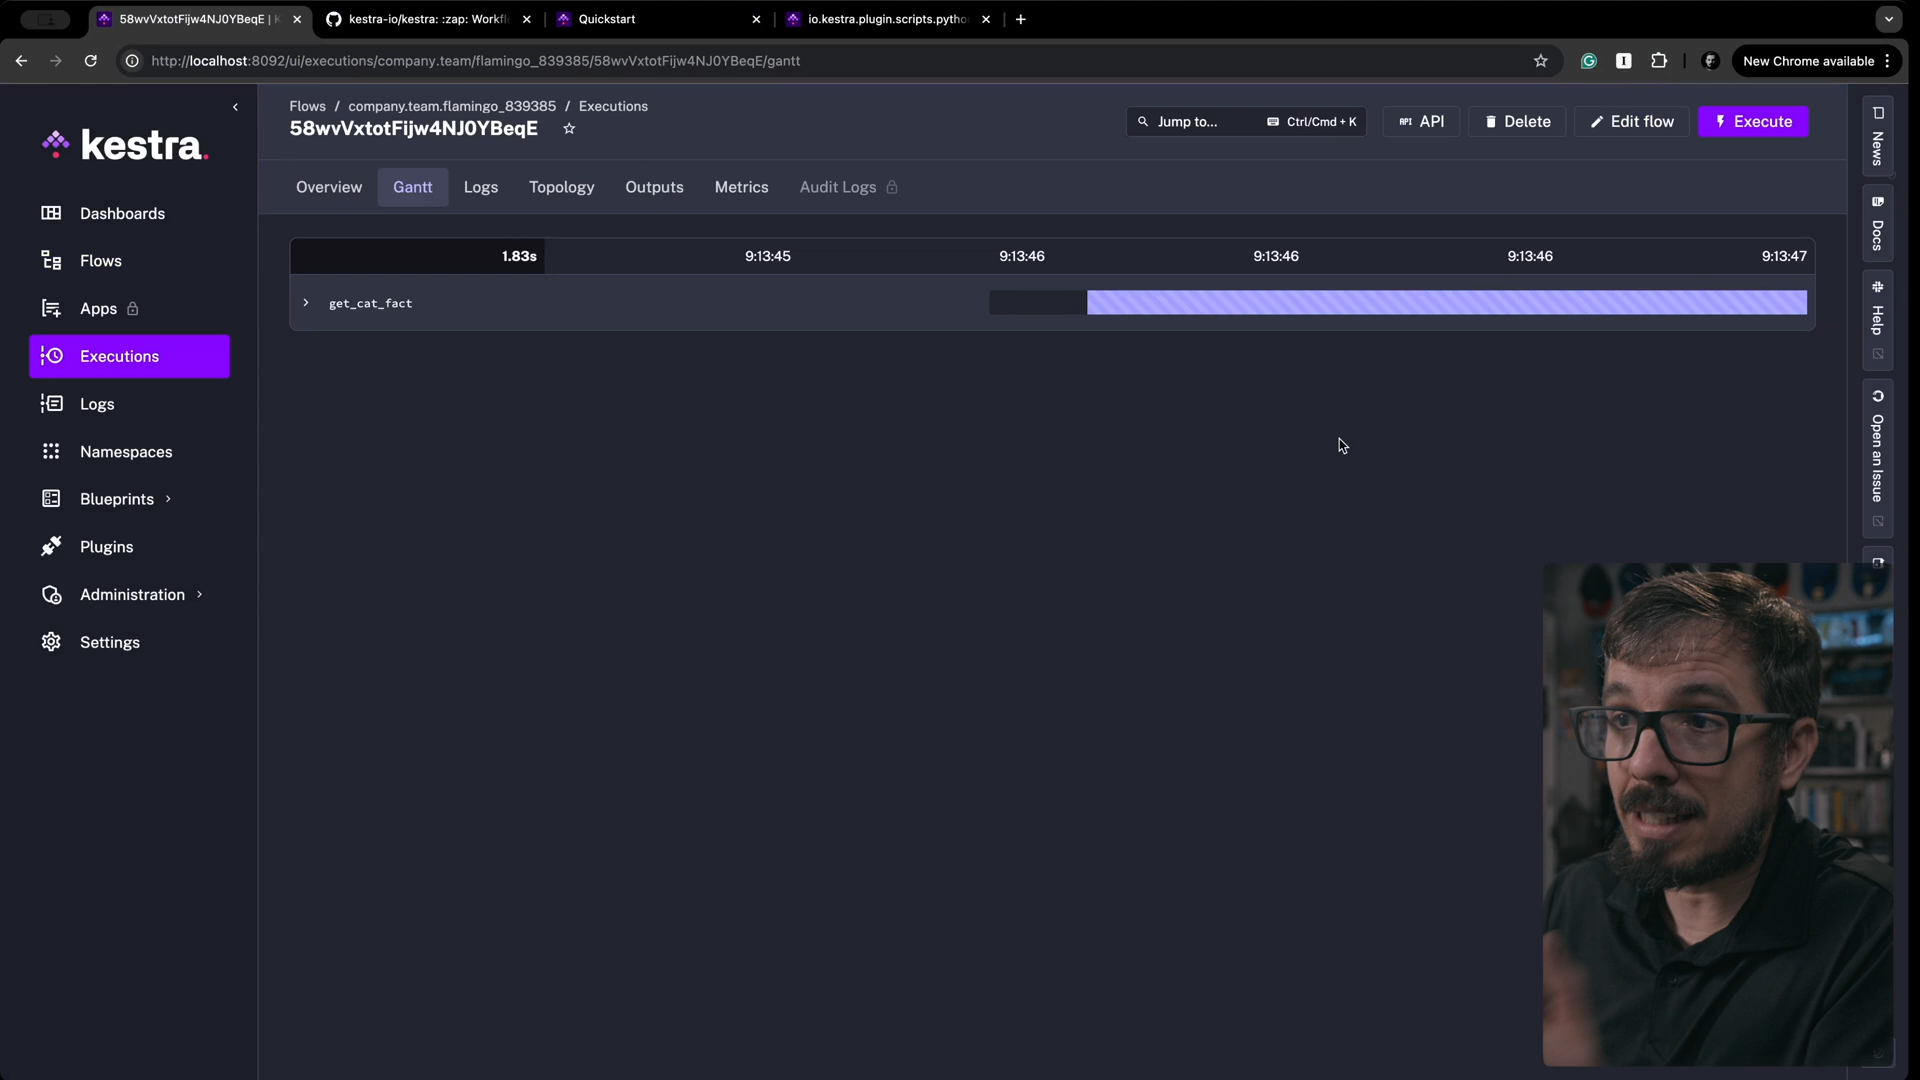 58wvVxtotFijw4NJ0YBeqE | K
kestra-io/kestra: :zap: Workfl
Quickstart
io.kestra.plugin.scripts.pytho
http://localhost:8092/ui/executions/company.team/flamingo_839385/58wvVxtotFijw4NJ0YBeqE/gantt
New Chrome available
kestra.
Flows / company.team.flamingo_839385 / Executions
58wvVxtotFijw4NJ0YBeqE
Jump to... Ctrl/Cmd + K
API API
Delete
Edit flow
Execute
Overview
Gantt
Logs
Topology
Outputs
Metrics
Audit Logs
Dashboards
Flows
Apps
Executions
Logs
Namespaces
Blueprints
Plugins
Administration
Settings
1.83s 9:13:45 9:13:46 9:13:46 9:13:46 9:13:47
get_cat_fact
News
Docs
Help
Open an Issue